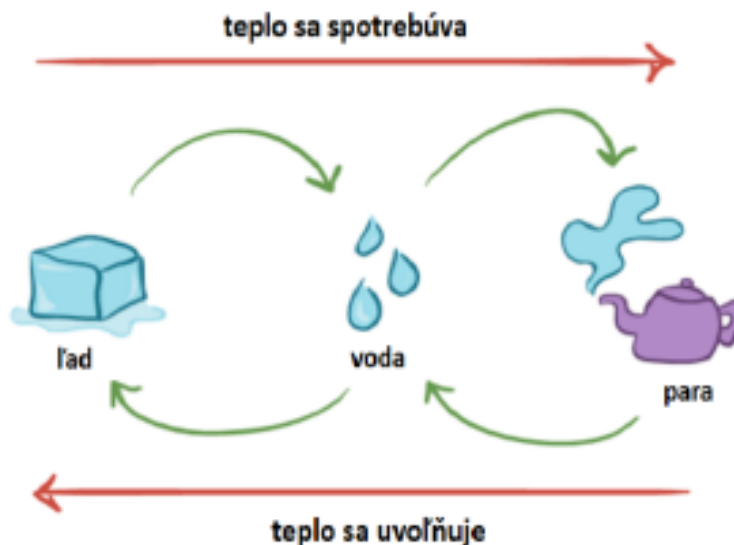 teplo sa spotrebúva
ľad
voda
para
teplo sa uvoľňuje